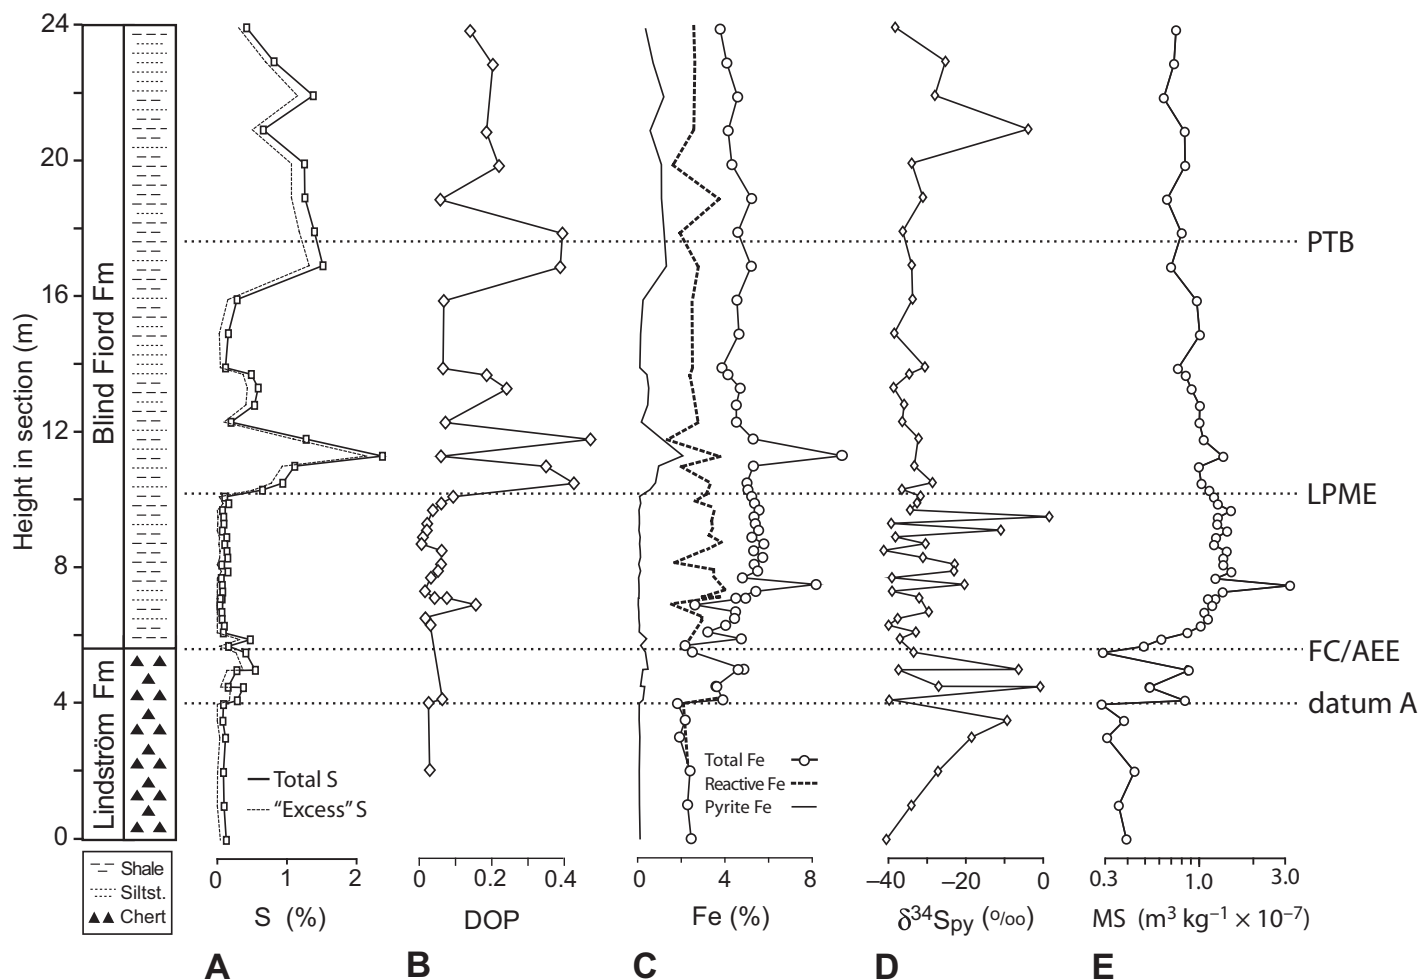 24
20
16
12
8
4
0
Height in section (m)
Blind Fiord Fm
Lindström Fm
PTB
LPME
FC/AEE
datum A
Total S
"Excess" S
Total Fe
Reactive Fe
Pyrite Fe
Shale
Siltst.
Chert
0 1 2
S (%)
0 0.2 0.4
DOP
0 4 8
Fe (%)
−40 −20 0
δ³⁴Spy (o/oo)
0.3 1.0 3.0
MS (m³ kg⁻¹ × 10⁻⁷)
A B C D E